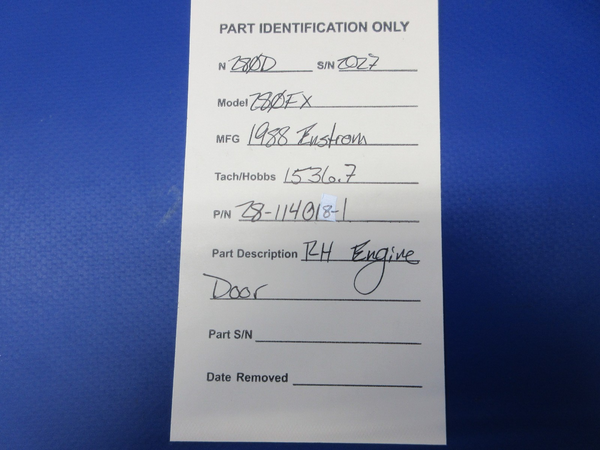 PART IDENTIFICATION ONLY
N 280D S/N 2027
Model 280FX
MFG 1988 Enstrom
Tach/Hobbs 1536.7
P/N 28-114018-1
Part Description RH Engine
Door
Part S/N
Date Removed